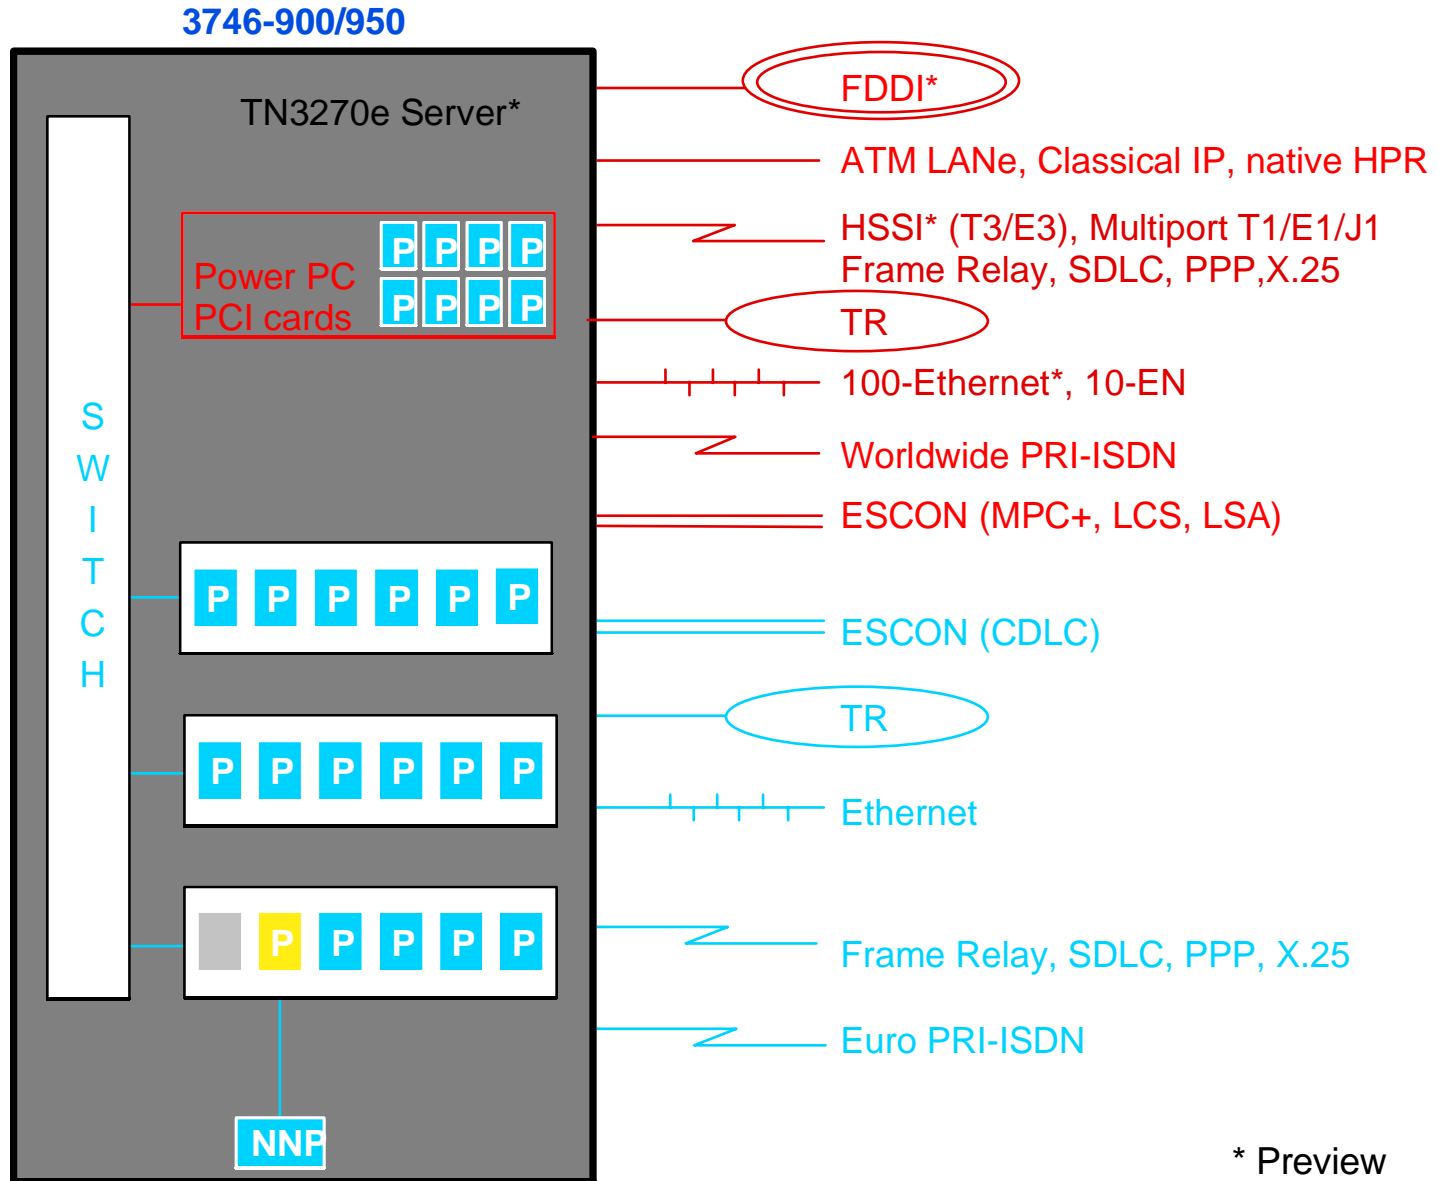 3746-900/950
TN3270e Server*
FDDI*
ATM LANe, Classical IP, native HPR
P P P P
HSSI* (T3/E3), Multiport T1/E1/J1
Power PC
Frame Relay, SDLC, PPP,X.25
PCI cards
P P P P
TR
100-Ethernet*, 10-EN
S
W
I
T
C
H
Worldwide PRI-ISDN
ESCON (MPC+, LCS, LSA)
P P P P P P
ESCON (CDLC)
TR
P P P P P P
Ethernet
P P P P P
Frame Relay, SDLC, PPP, X.25
Euro PRI-ISDN
NNP
* Preview